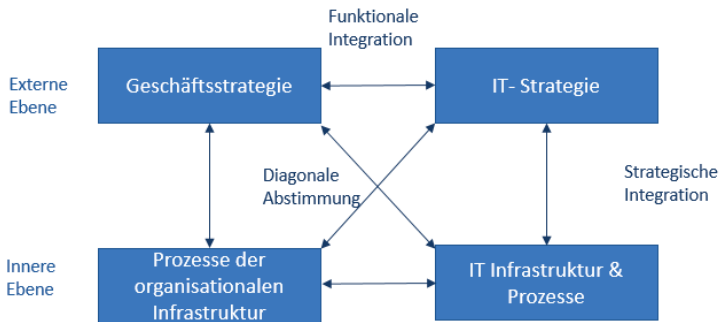 Funktionale
Integration
Externe
Ebene
Geschäftsstrategie
IT- Strategie
Diagonale
Abstimmung
Strategische
Integration
Innere
Ebene
Prozesse der
organisationalen
Infrastruktur
IT Infrastruktur &
Prozesse